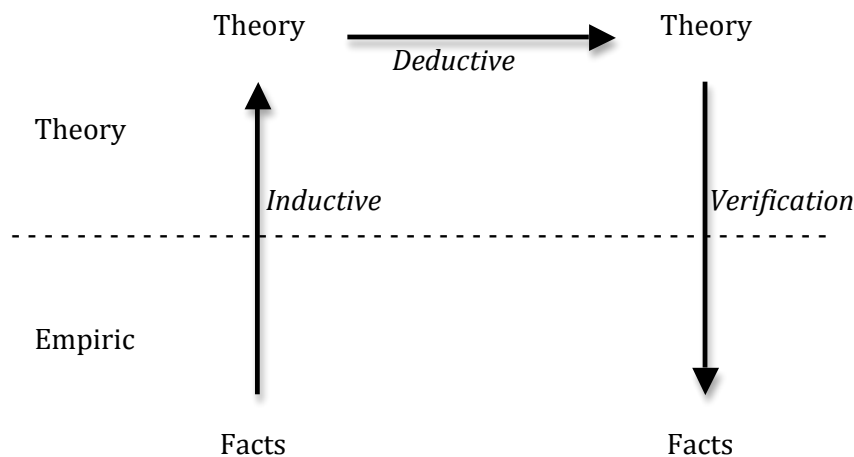 Theory Theory
Deductive
Theory
Inductive Verification
Empiric
Facts Facts